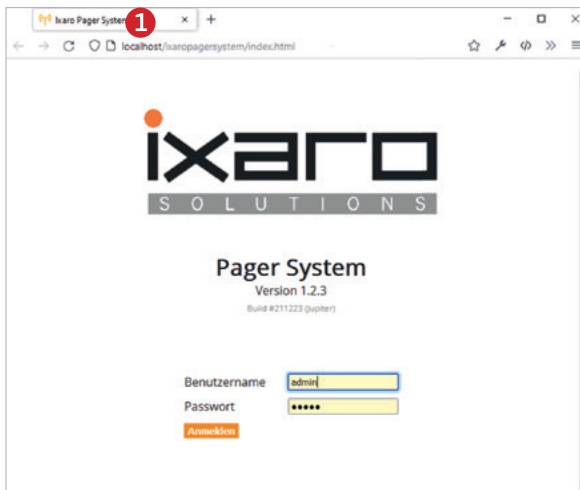 Ixaro Pager System
1
localhost/ixaropagersystem/index.html
ixaro
SOLUTIONS
Pager System
Version 1.2.3
Build #211223 (Jupiter)
Benutzername admin
Passwort •••••
Anmelden